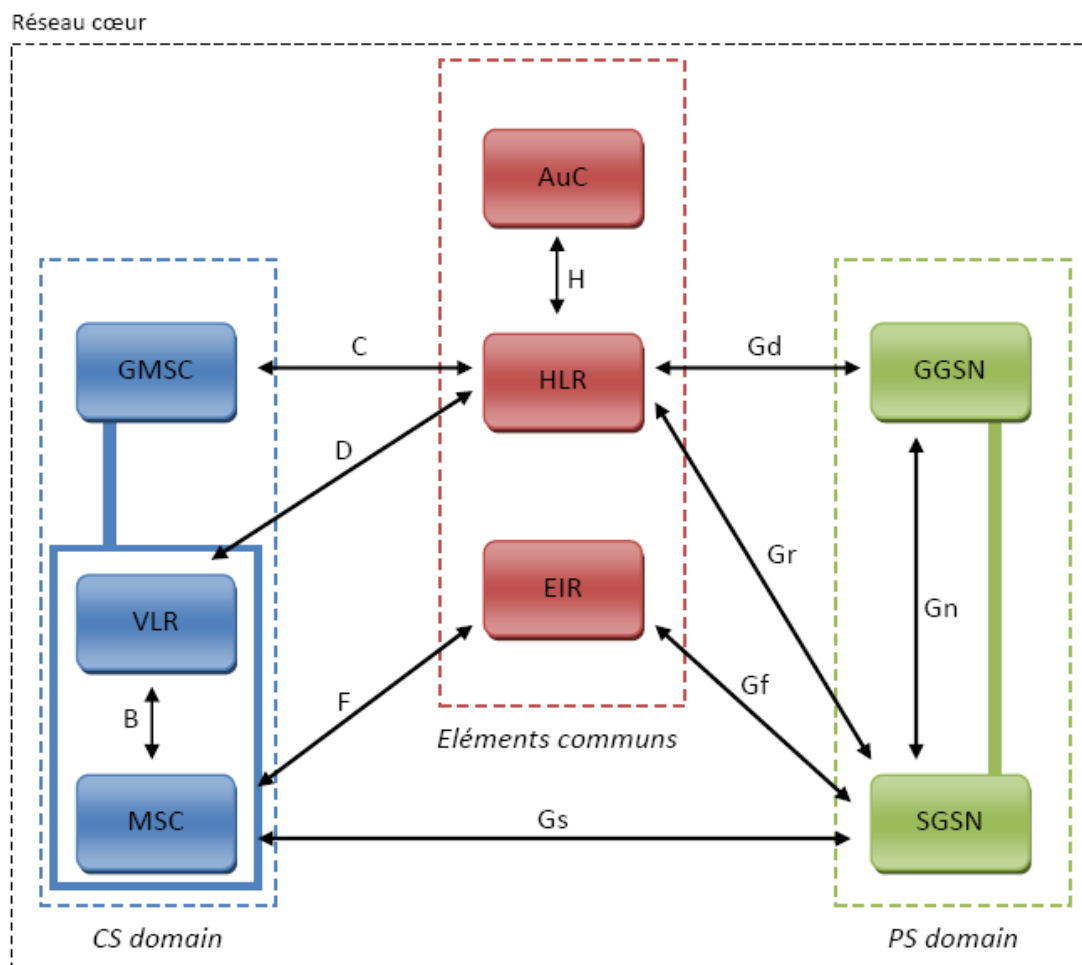 Réseau cœur
AuC
H
GMSC
C
HLR
Gd
GGSN
D
Gr
Gn
VLR
EIR
B
F
Gf
Eléments communs
MSC
Gs
SGSN
CS domain
PS domain